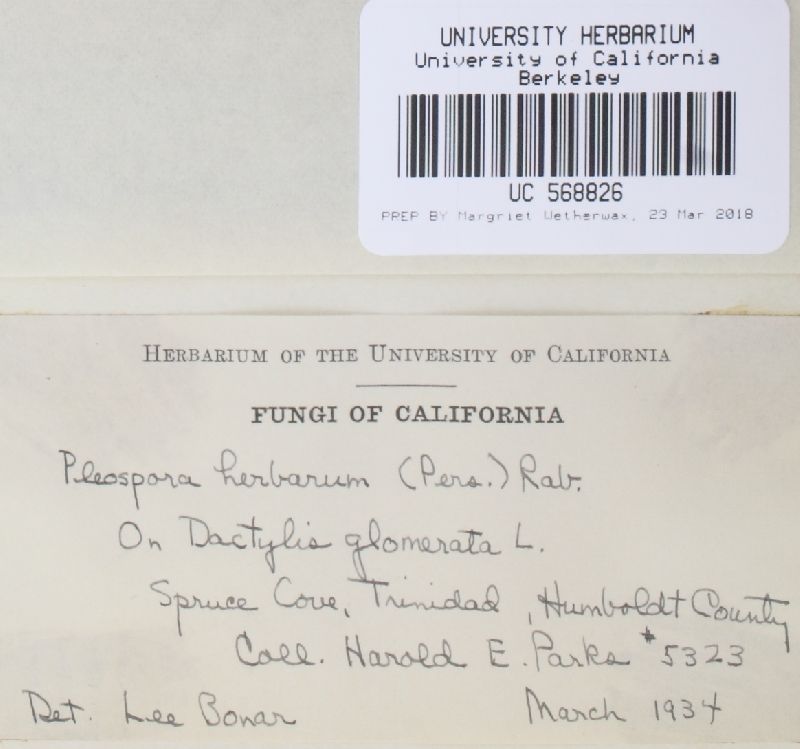 UNIVERSITY HERBARIUM
University of California
Berkeley
UC 568826
PREP BY Margriet Wetherwax, 23 Mar 2018
HERBARIUM OF THE UNIVERSITY OF CALIFORNIA
FUNGI OF CALIFORNIA
Pleospora herbarum (Pers.) Rab.
On Dactylis glomerata L.
Spruce Cove, Trinidad, Humboldt County
Coll. Harold E. Parks #5323
Det. Lee Bonar March 1934